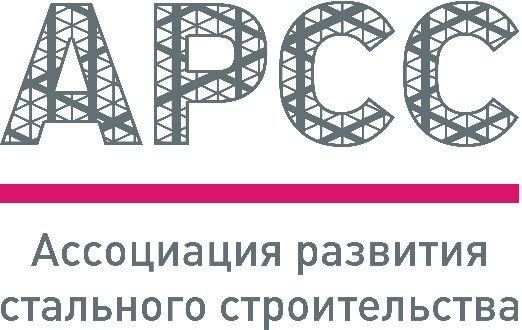 АРСС
Ассоциация развития
стального строительства